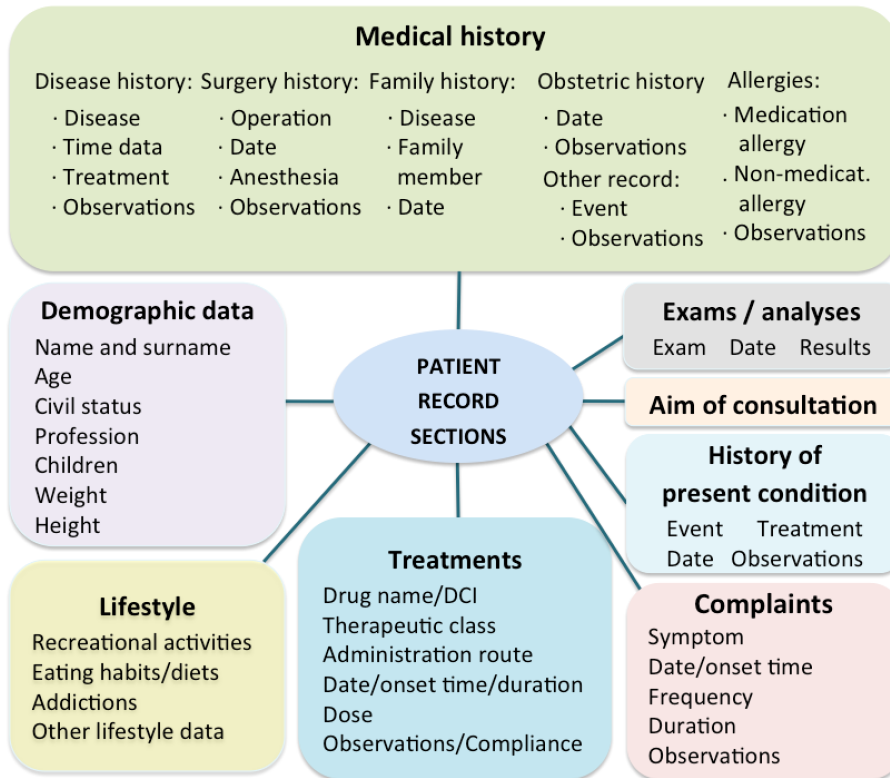 Medical history
Disease history:
· Disease
· Time data
· Treatment
· Observations
Surgery history:
· Operation
· Date
· Anesthesia
· Observations
Family history:
· Disease
· Family
member
· Date
Obstetric history
· Date
· Observations
Other record:
· Event
· Observations
Allergies:
· Medication
allergy
. Non-medicat.
allergy
· Observations
Demographic data
Name and surname
Age
Civil status
Profession
Children
Weight
Height
PATIENT
RECORD
SECTIONS
Exams / analyses
Exam Date Results
Aim of consultation
History of
present condition
Event Treatment
Date Observations
Lifestyle
Recreational activities
Eating habits/diets
Addictions
Other lifestyle data
Treatments
Drug name/DCI
Therapeutic class
Administration route
Date/onset time/duration
Dose
Observations/Compliance
Complaints
Symptom
Date/onset time
Frequency
Duration
Observations